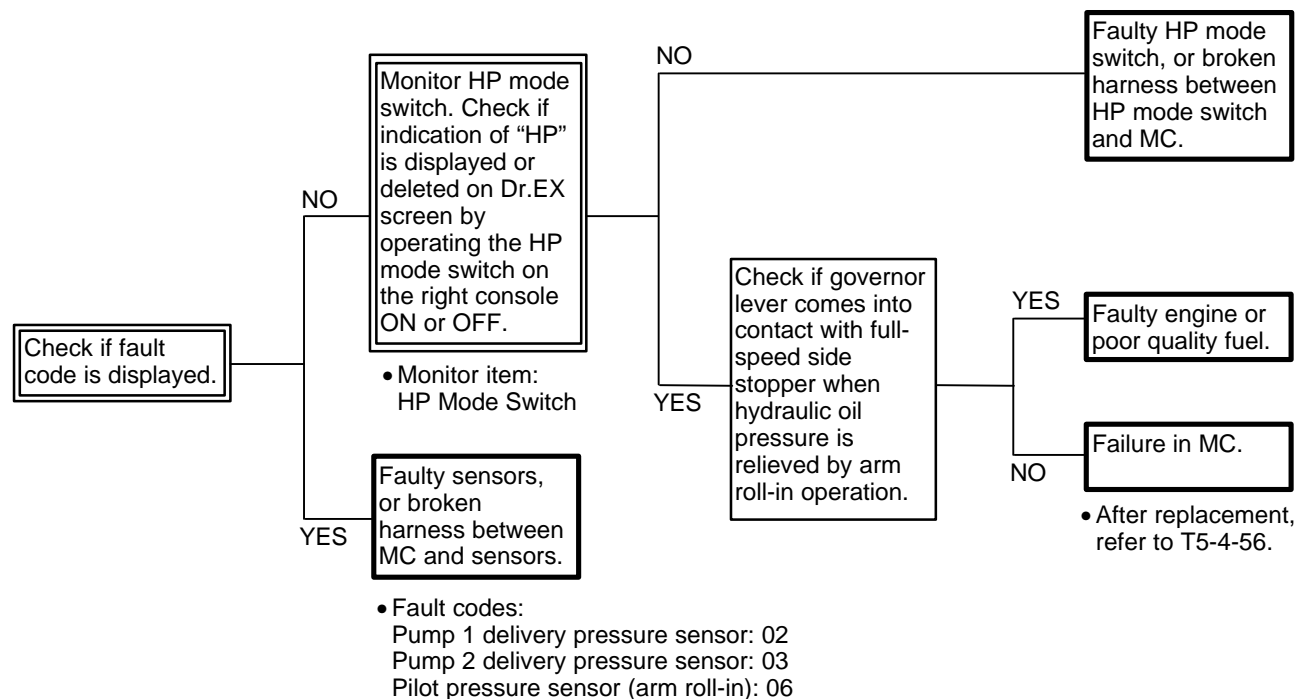 Check if fault
code is displayed.
NO
Monitor HP mode
switch. Check if
indication of “HP”
is displayed or
deleted on Dr.EX
screen by
operating the HP
mode switch on
the right console
ON or OFF.
• Monitor item:
HP Mode Switch
YES
Faulty sensors,
or broken
harness between
MC and sensors.
• Fault codes:
Pump 1 delivery pressure sensor: 02
Pump 2 delivery pressure sensor: 03
Pilot pressure sensor (arm roll-in): 06
NO
Faulty HP mode
switch, or broken
harness between
HP mode switch
and MC.
YES
Check if governor
lever comes into
contact with full-
speed side
stopper when
hydraulic oil
pressure is
relieved by arm
roll-in operation.
YES
Faulty engine or
poor quality fuel.
NO
Failure in MC.
• After replacement,
refer to T5-4-56.